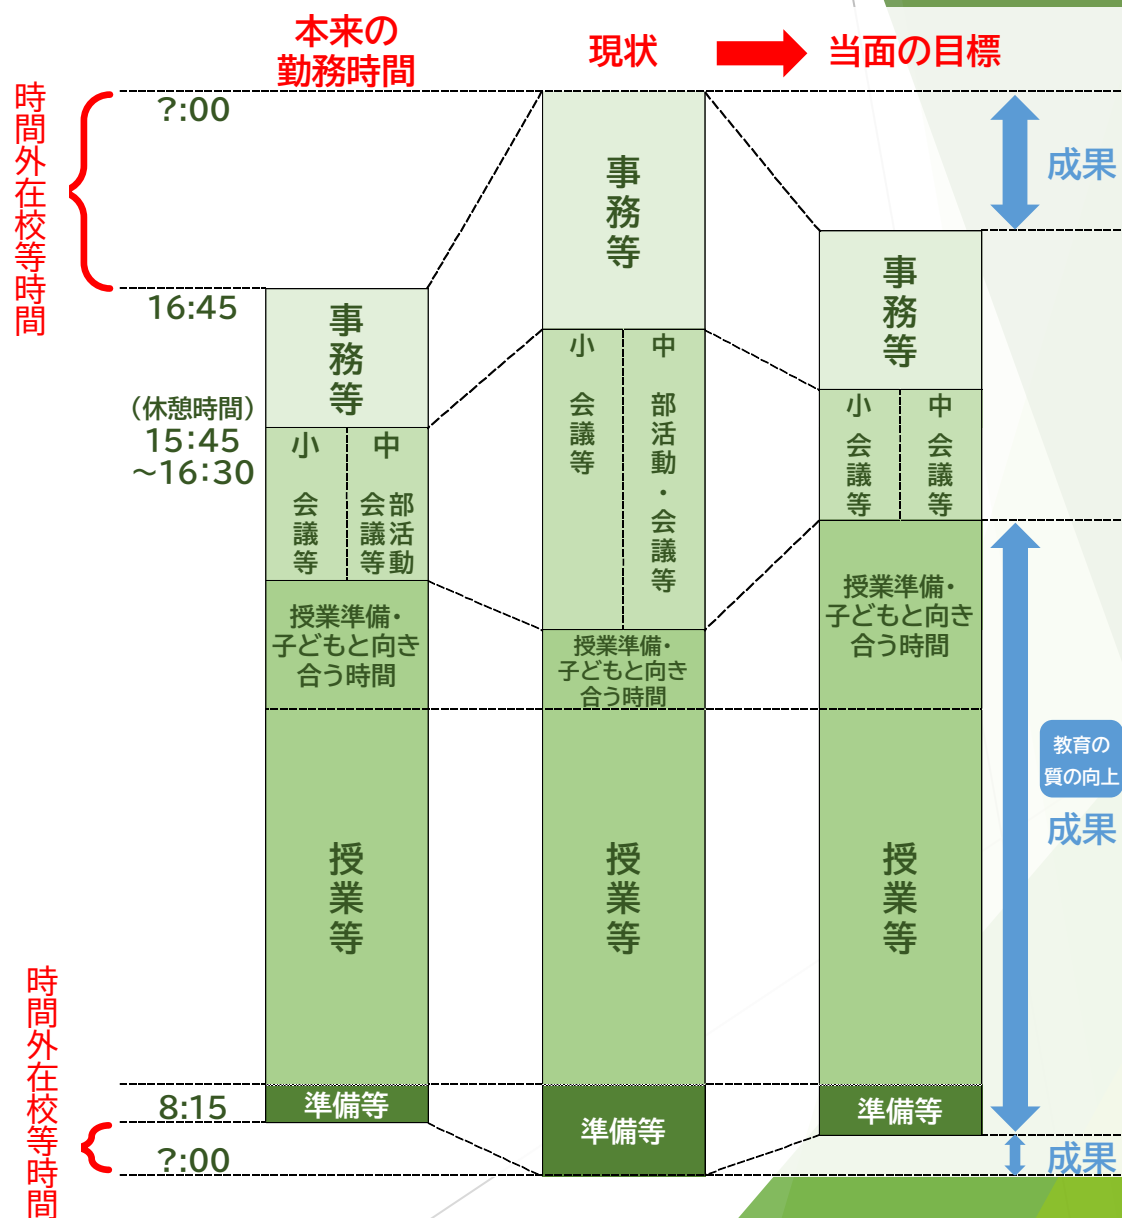 本来の
勤務時間
現状
当面の目標
時間外在校等時間
?:00
16:45
(休憩時間)
15:45
～16:30
8:15
?:00
時間外在校等時間
事務等
小
会議等
中
会議等
部活動
授業準備・
子どもと向き
合う時間
授業等
準備等
事務等
小
会議等
中
部活動・会議等
授業準備・
子どもと向き
合う時間
授業等
準備等
事務等
小
会議等
中
会議等
授業準備・
子どもと向き
合う時間
授業等
準備等
成果
教育の
質の向上
成果
成果